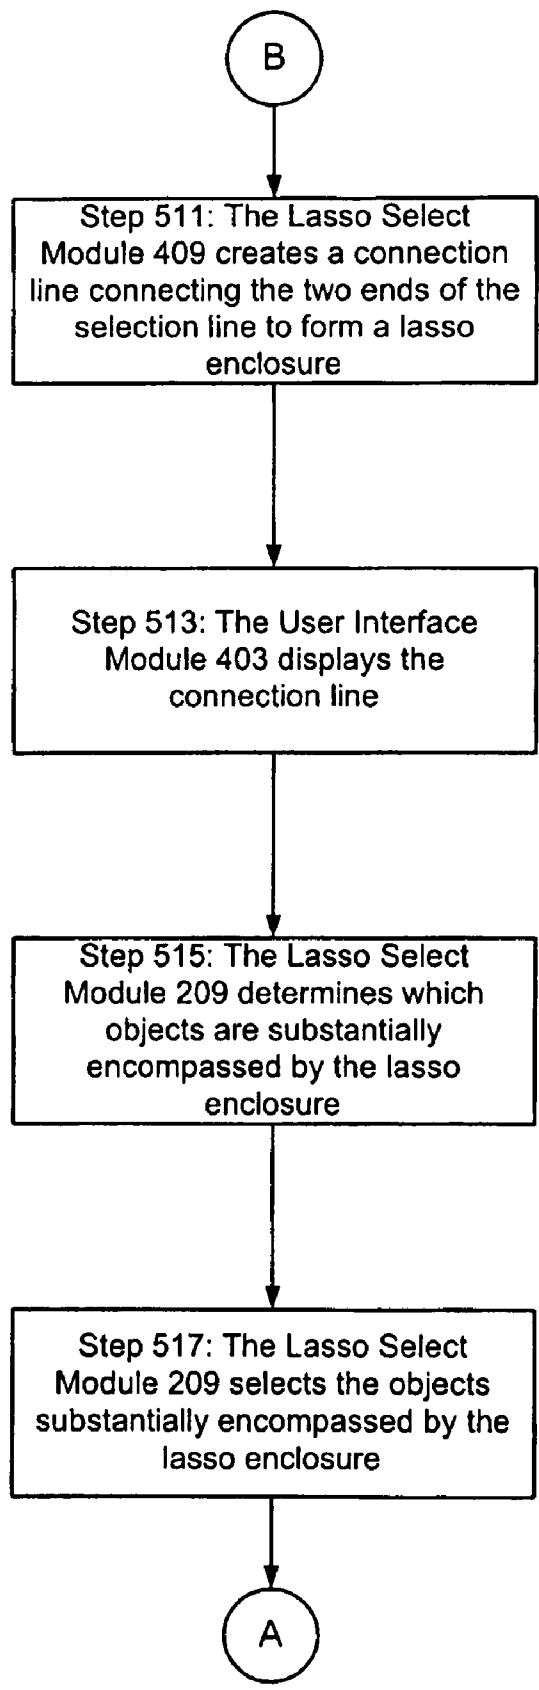 B
Step 511: The Lasso Select
Module 409 creates a connection
line connecting the two ends of the
selection line to form a lasso
enclosure
Step 513: The User Interface
Module 403 displays the
connection line
Step 515: The Lasso Select
Module 209 determines which
objects are substantially
encompassed by the lasso
enclosure
Step 517: The Lasso Select
Module 209 selects the objects
substantially encompassed by the
lasso enclosure
A